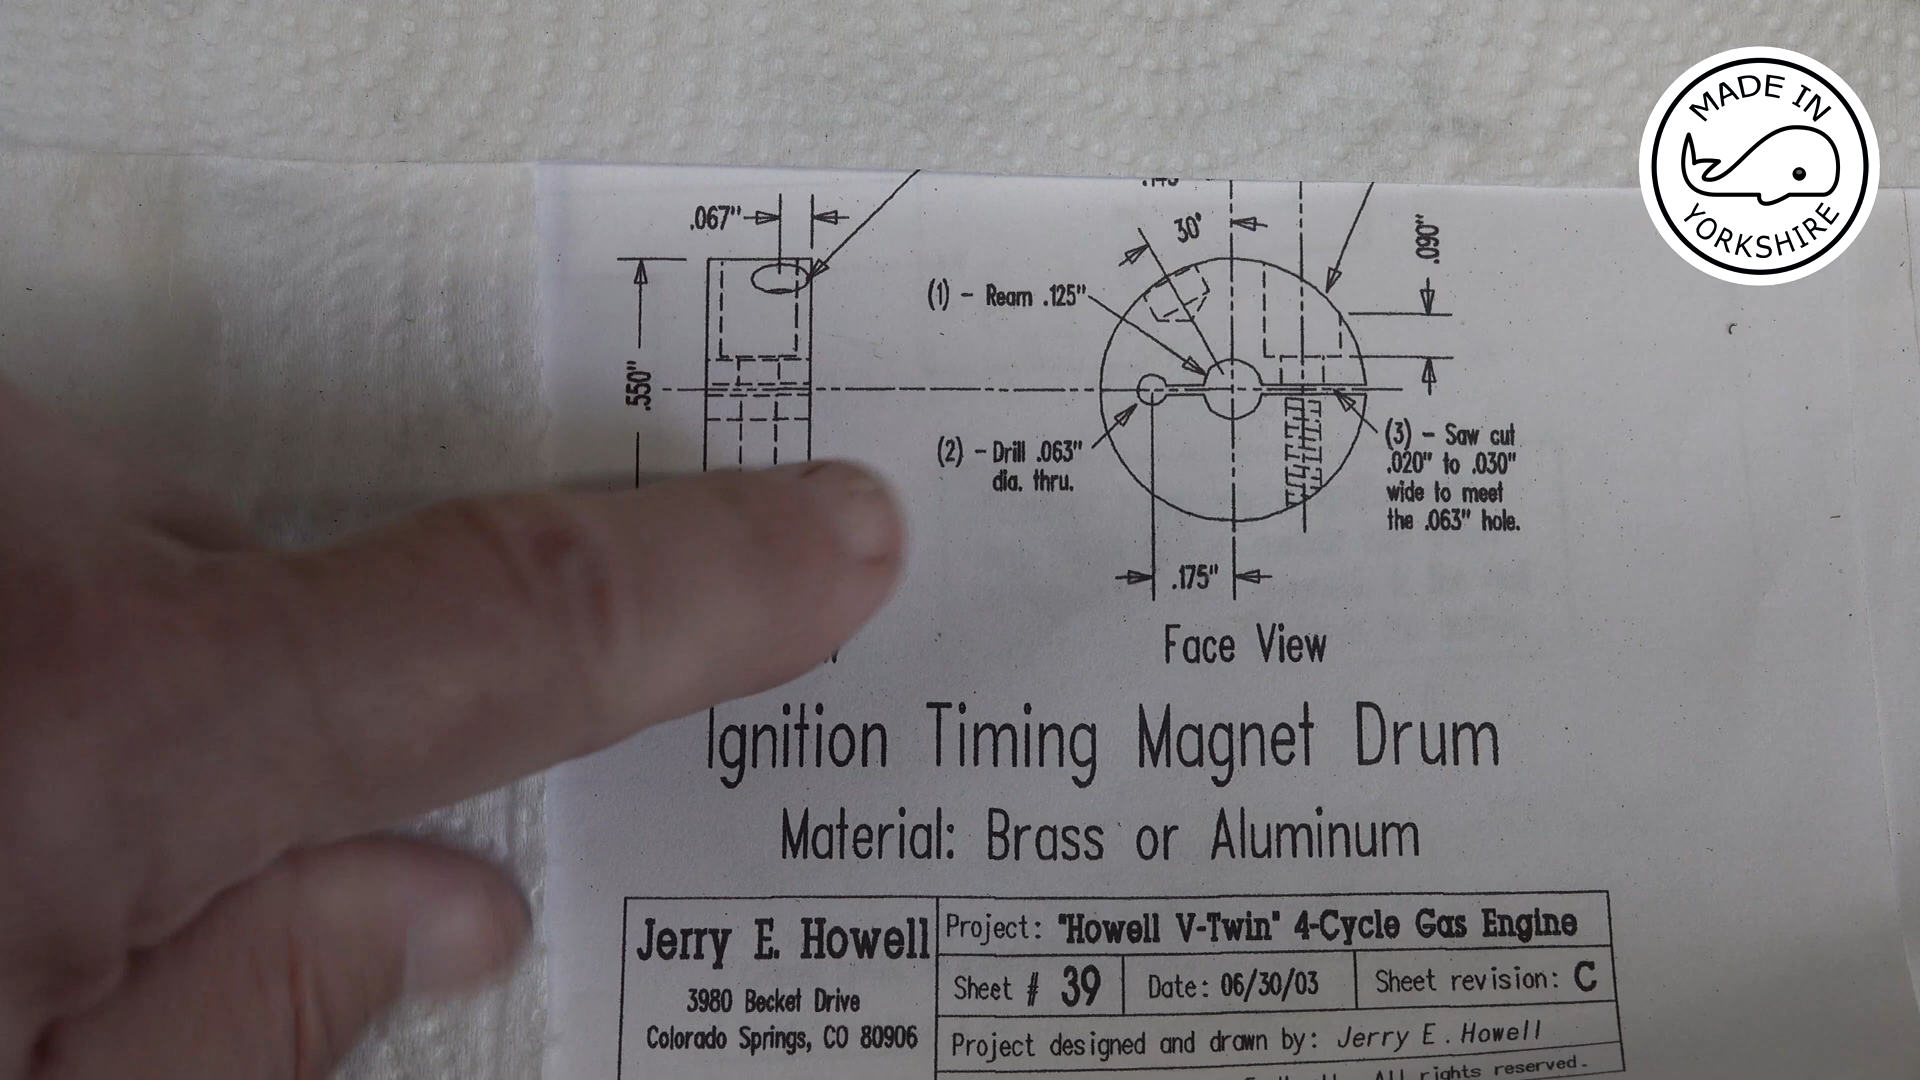 MADE IN
YORKSHIRE
.067"
30°
.090"
(1) - Ream .125"
.550"
(2) - Drill .063"
dia. thru.
(3) - Saw cut
.020" to .030"
wide to meet
the .063" hole.
.175"
Face View
Ignition Timing Magnet Drum
Material: Brass or Aluminum
Jerry E. Howell
3980 Becket Drive
Colorado Springs, CO 80906
Project: "Howell V-Twin" 4-Cycle Gas Engine
Sheet # 39
Date: 06/30/03
Sheet revision: C
Project designed and drawn by: Jerry E. Howell
All rights reserved.